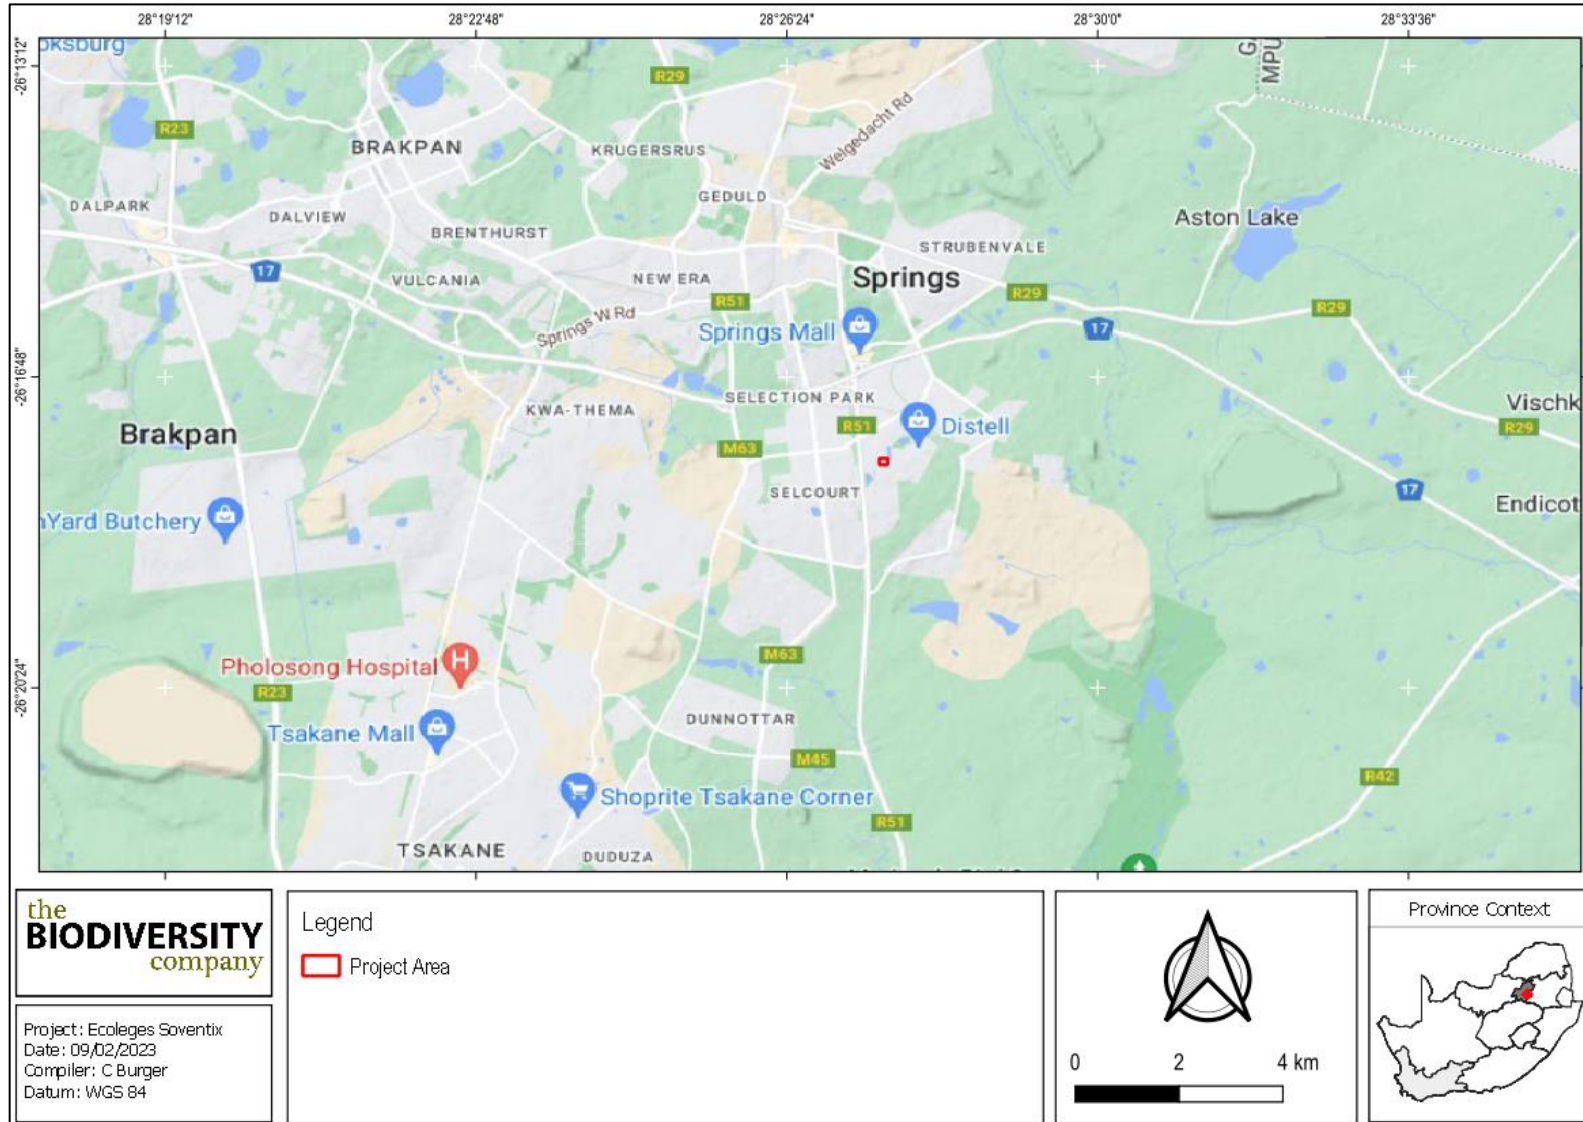 28°19'12"
28°22'48"
28°26'24"
28°30'0"
28°33'36"
-26°13'12"
-26°16'48"
-26°20'24"
oksburg
R29
MPU
R23
Welgedacht Rd
BRAKPAN
KRUGERSRUS
GEDULD
DALPARK
DALVIEW
Aston Lake
BRENTHURST
STRUBENVALE
17
VULCANIA
NEW ERA
Springs
R51
R29
R29
Springs W Rd
Springs Mall
17
SELECTION PARK
KWA-THEMA
Vischk
R51
Distell
R29
Brakpan
M63
SELCOURT
17
Endicot
nYard Butchery
Pholosong Hospital
H
M63
R23
DUNNOTTAR
Tsakane Mall
M45
R42
Shoprite Tsakane Corner
R51
TSAKANE
DUDUZA
the
BIODIVERSITY
company
Project: Ecoleges Soventix
Date: 09/02/2023
Compiler: C Burger
Datum: WGS 84
Legend
Project Area
0 2 4 km
Province Context